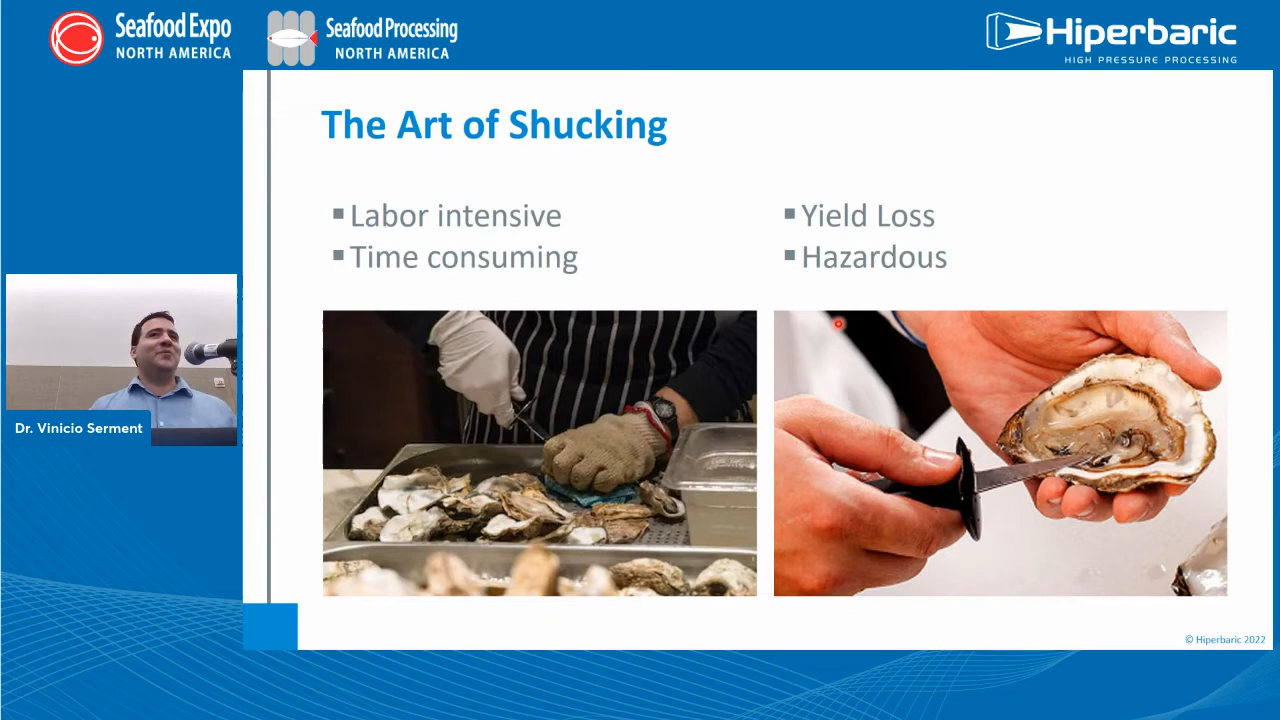 Seafood Expo
NORTH AMERICA
Seafood Processing
NORTH AMERICA
Hiperbaric
HIGH PRESSURE PROCESSING
The Art of Shucking
Labor intensive
Time consuming
Yield Loss
Hazardous
Dr. Vinicio Serment
© Hiperbaric 2022